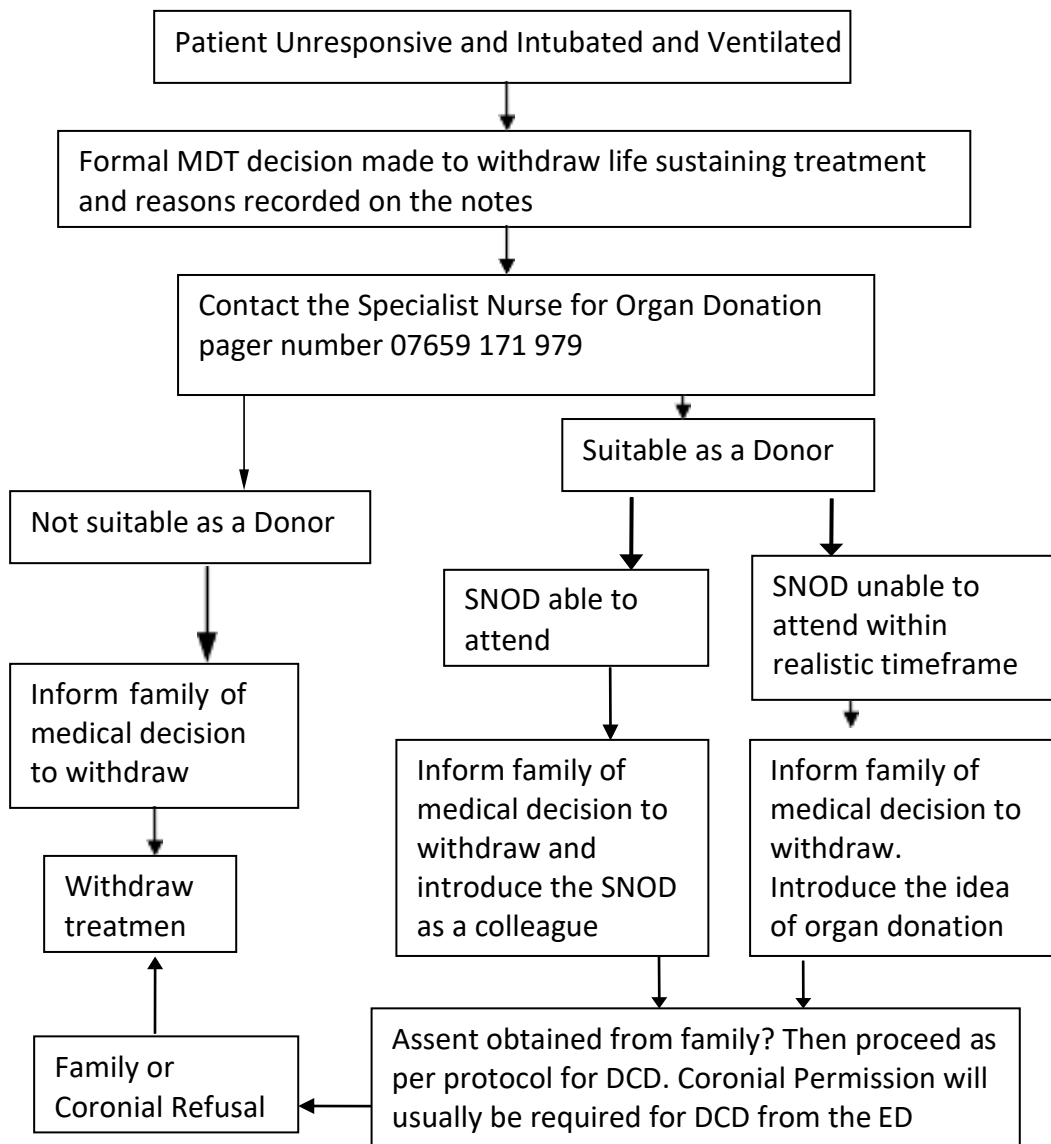 Patient Unresponsive and Intubated and Ventilated
Formal MDT decision made to withdraw life sustaining treatment
and reasons recorded on the notes
Contact the Specialist Nurse for Organ Donation
pager number 07659 171 979
Suitable as a Donor
Not suitable as a Donor
SNOD able to
attend
SNOD unable to
attend within
realistic timeframe
Inform family of
medical decision
to withdraw
Inform family of
medical decision to
withdraw and
introduce the SNOD
as a colleague
Inform family of
medical decision to
withdraw.
Introduce the idea
of organ donation
Withdraw
treatmen
Family or
Coronial Refusal
Assent obtained from family? Then proceed as
per protocol for DCD. Coronial Permission will
usually be required for DCD from the ED